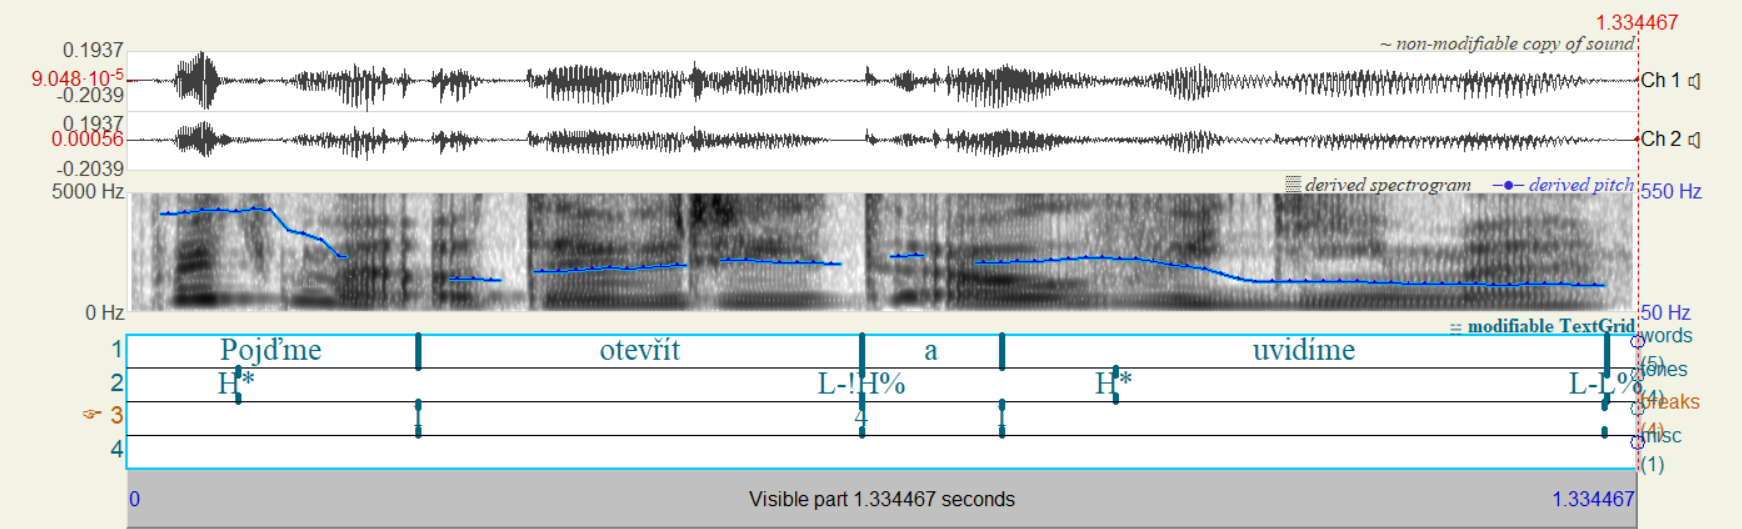 1.334467
~ non-modifiable copy of sound
0.1937
9.048·10-5
-0.2039
Ch 1
0.1937
0.00056
-0.2039
Ch 2
5000 Hz
derived spectrogram
derived pitch
550 Hz
0 Hz
50 Hz
modifiable TextGrid
1
Pojďme
otevřít
a
uvidíme
words
(5)
2
H*
L-!H%
H*
L-L%
tones
(4)
3
1
4
1
breaks
(4)
4
misc
(1)
0
Visible part 1.334467 seconds
1.334467